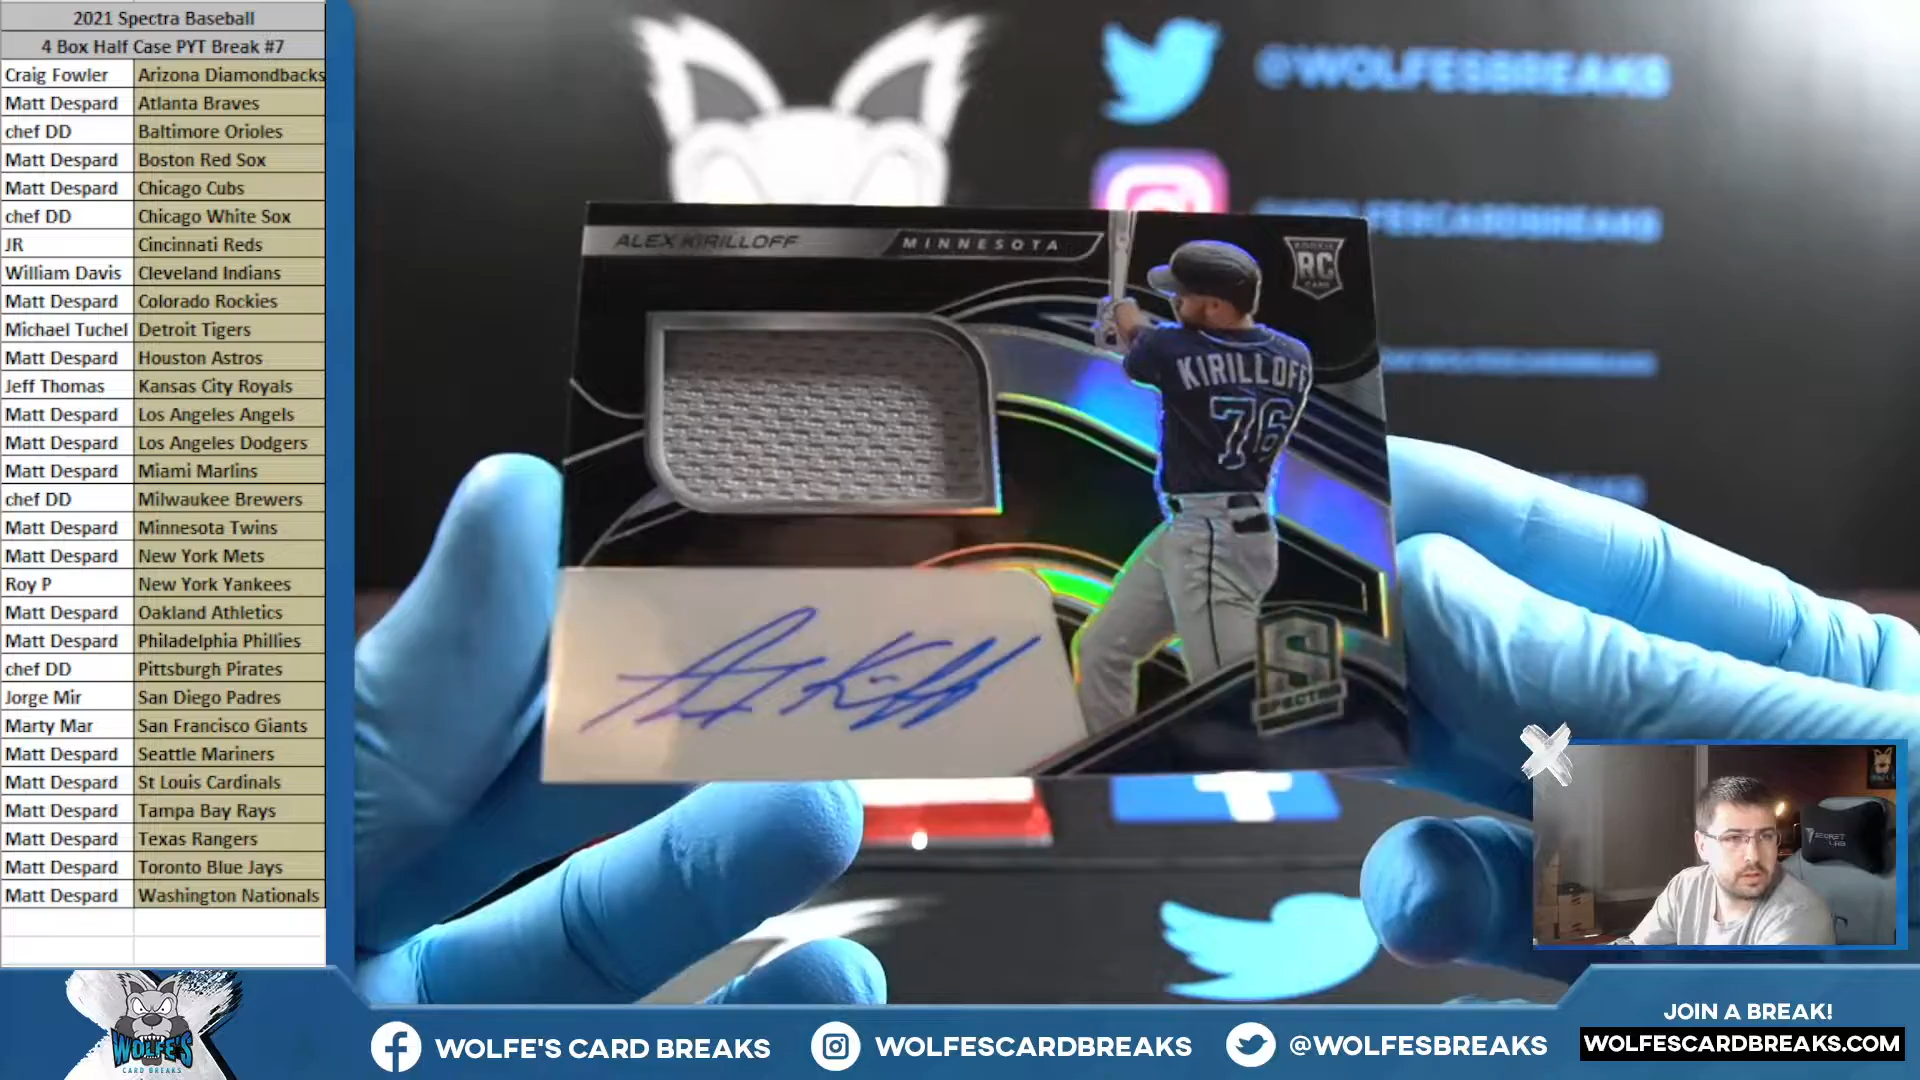 2021 Spectra Baseball
4 Box Half Case PYT Break #7
Craig Fowler Arizona Diamondbacks
Matt Despard Atlanta Braves
chef DD Baltimore Orioles
Matt Despard Boston Red Sox
Matt Despard Chicago Cubs
chef DD Chicago White Sox
JR Cincinnati Reds
William Davis Cleveland Indians
Matt Despard Colorado Rockies
Michael Tuchel Detroit Tigers
Matt Despard Houston Astros
Jeff Thomas Kansas City Royals
Matt Despard Los Angeles Angels
Matt Despard Los Angeles Dodgers
Matt Despard Miami Marlins
chef DD Milwaukee Brewers
Matt Despard Minnesota Twins
Matt Despard New York Mets
Roy P New York Yankees
Matt Despard Oakland Athletics
Matt Despard Philadelphia Phillies
chef DD Pittsburgh Pirates
Jorge Mir San Diego Padres
Marty Mar San Francisco Giants
Matt Despard Seattle Mariners
Matt Despard St Louis Cardinals
Matt Despard Tampa Bay Rays
Matt Despard Texas Rangers
Matt Despard Toronto Blue Jays
Matt Despard Washington Nationals
@WOLFESBREAKS
ALEX KIRILLOFF MINNESOTA
ROOKIE
RC
CARD
KIRILLOFF
76
S
SPECTRA
SECRET
LAB
WOLFE'S
CARD BREAKS
WOLFE'S CARD BREAKS
WOLFESCARDBREAKS
@WOLFESBREAKS
JOIN A BREAK!
WOLFESCARDBREAKS.COM